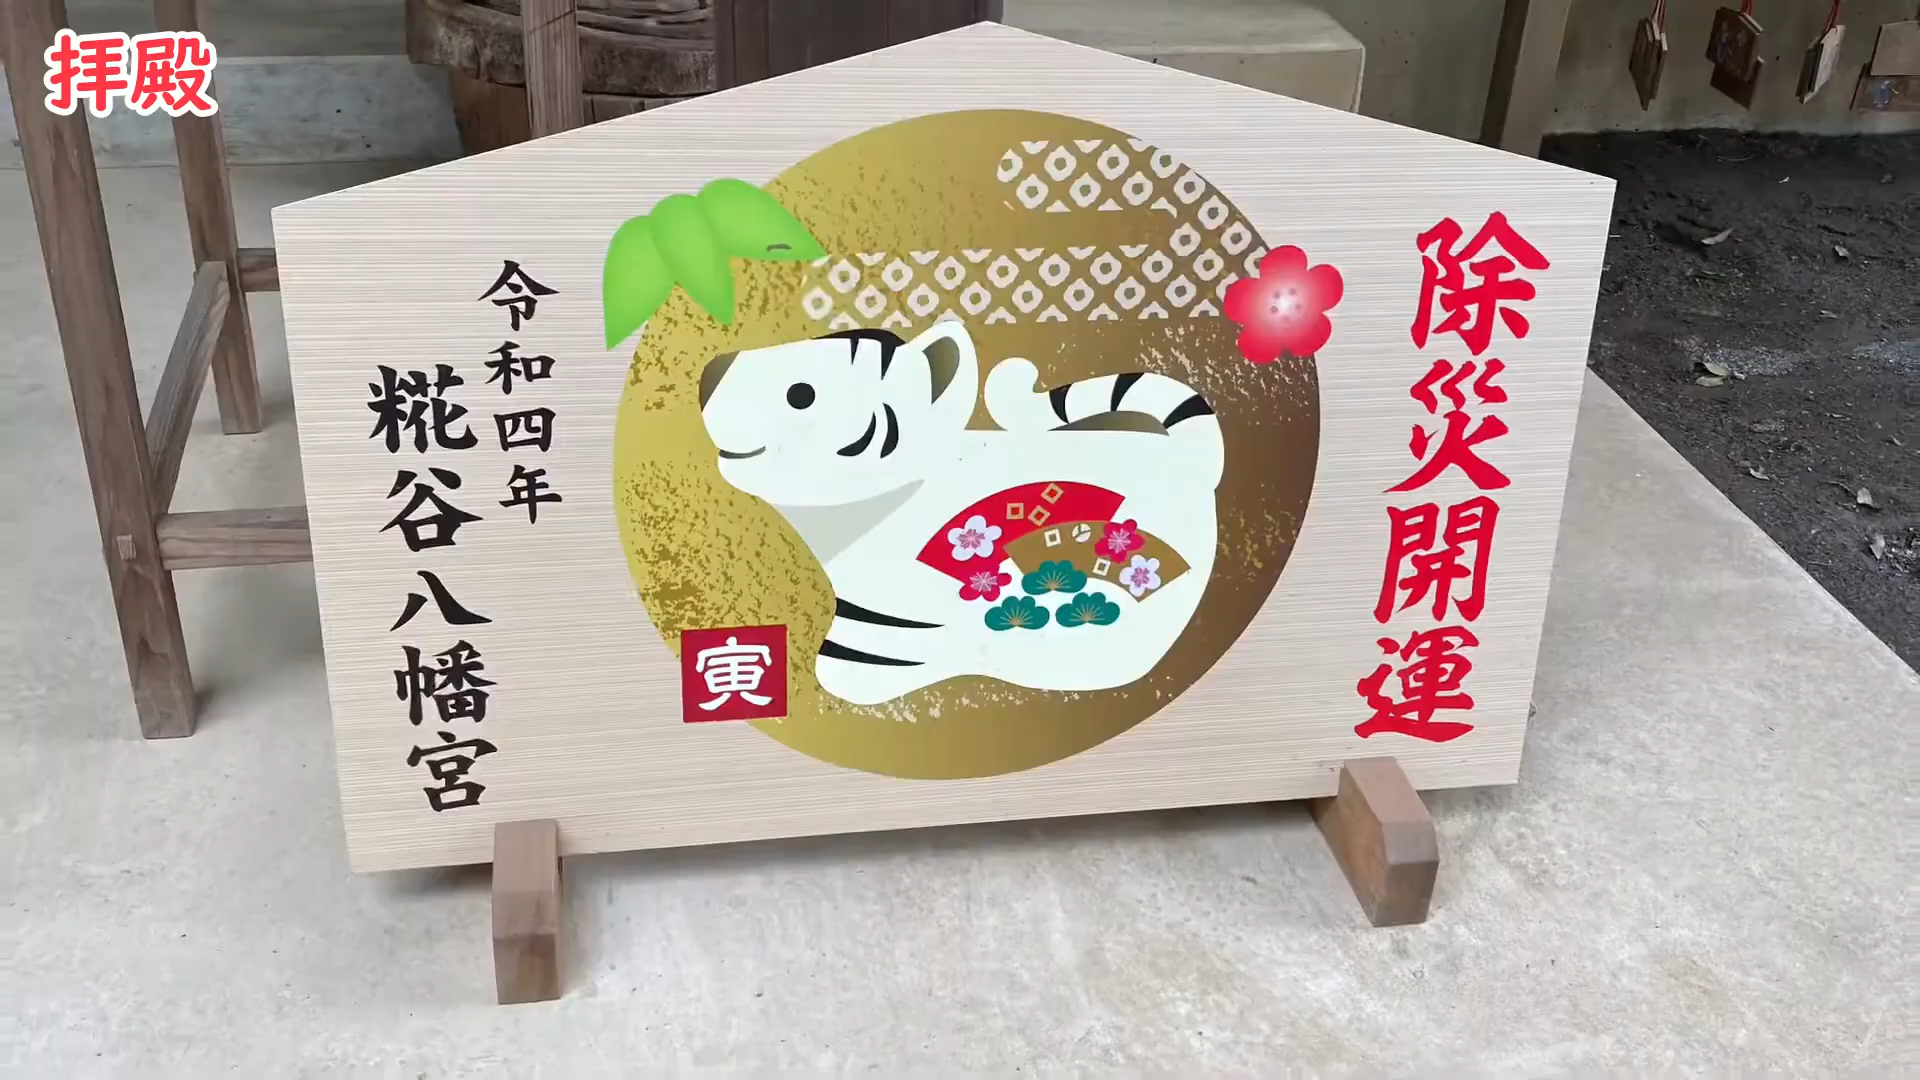 拝殿
除災開運
寅
令和四年
糀谷八幡宮